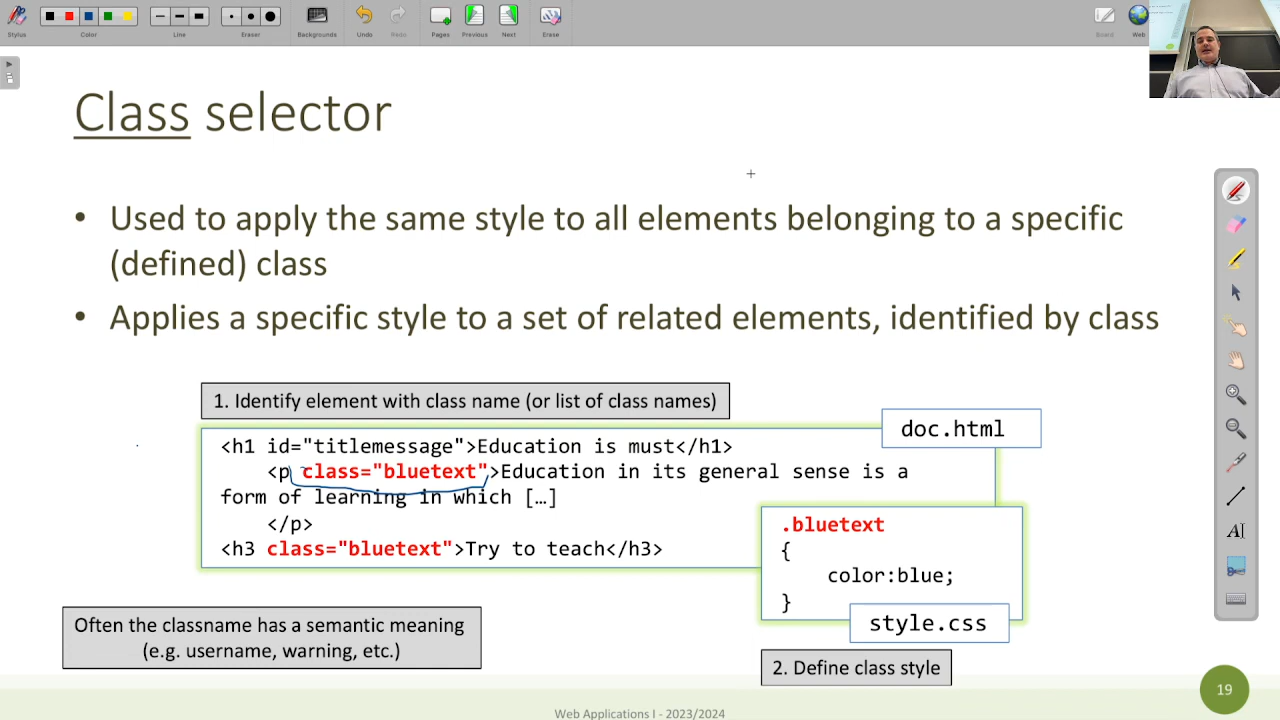 Stylus
Color
Line
Eraser
Backgrounds
Undo
Redo
Pages
Previous
Next
Erase
Board
Web
Class selector
• Used to apply the same style to all elements belonging to a specific
(defined) class
• Applies a specific style to a set of related elements, identified by class
1. Identify element with class name (or list of class names)
doc.html
<h1 id="titlemessage">Education is must</h1>
<p class="bluetext">Education in its general sense is a
form of learning in which […]
</p>
<h3 class="bluetext">Try to teach</h3>
.bluetext
{
color:blue;
}
style.css
2. Define class style
Often the classname has a semantic meaning
(e.g. username, warning, etc.)
19
Web Applications I - 2023/2024